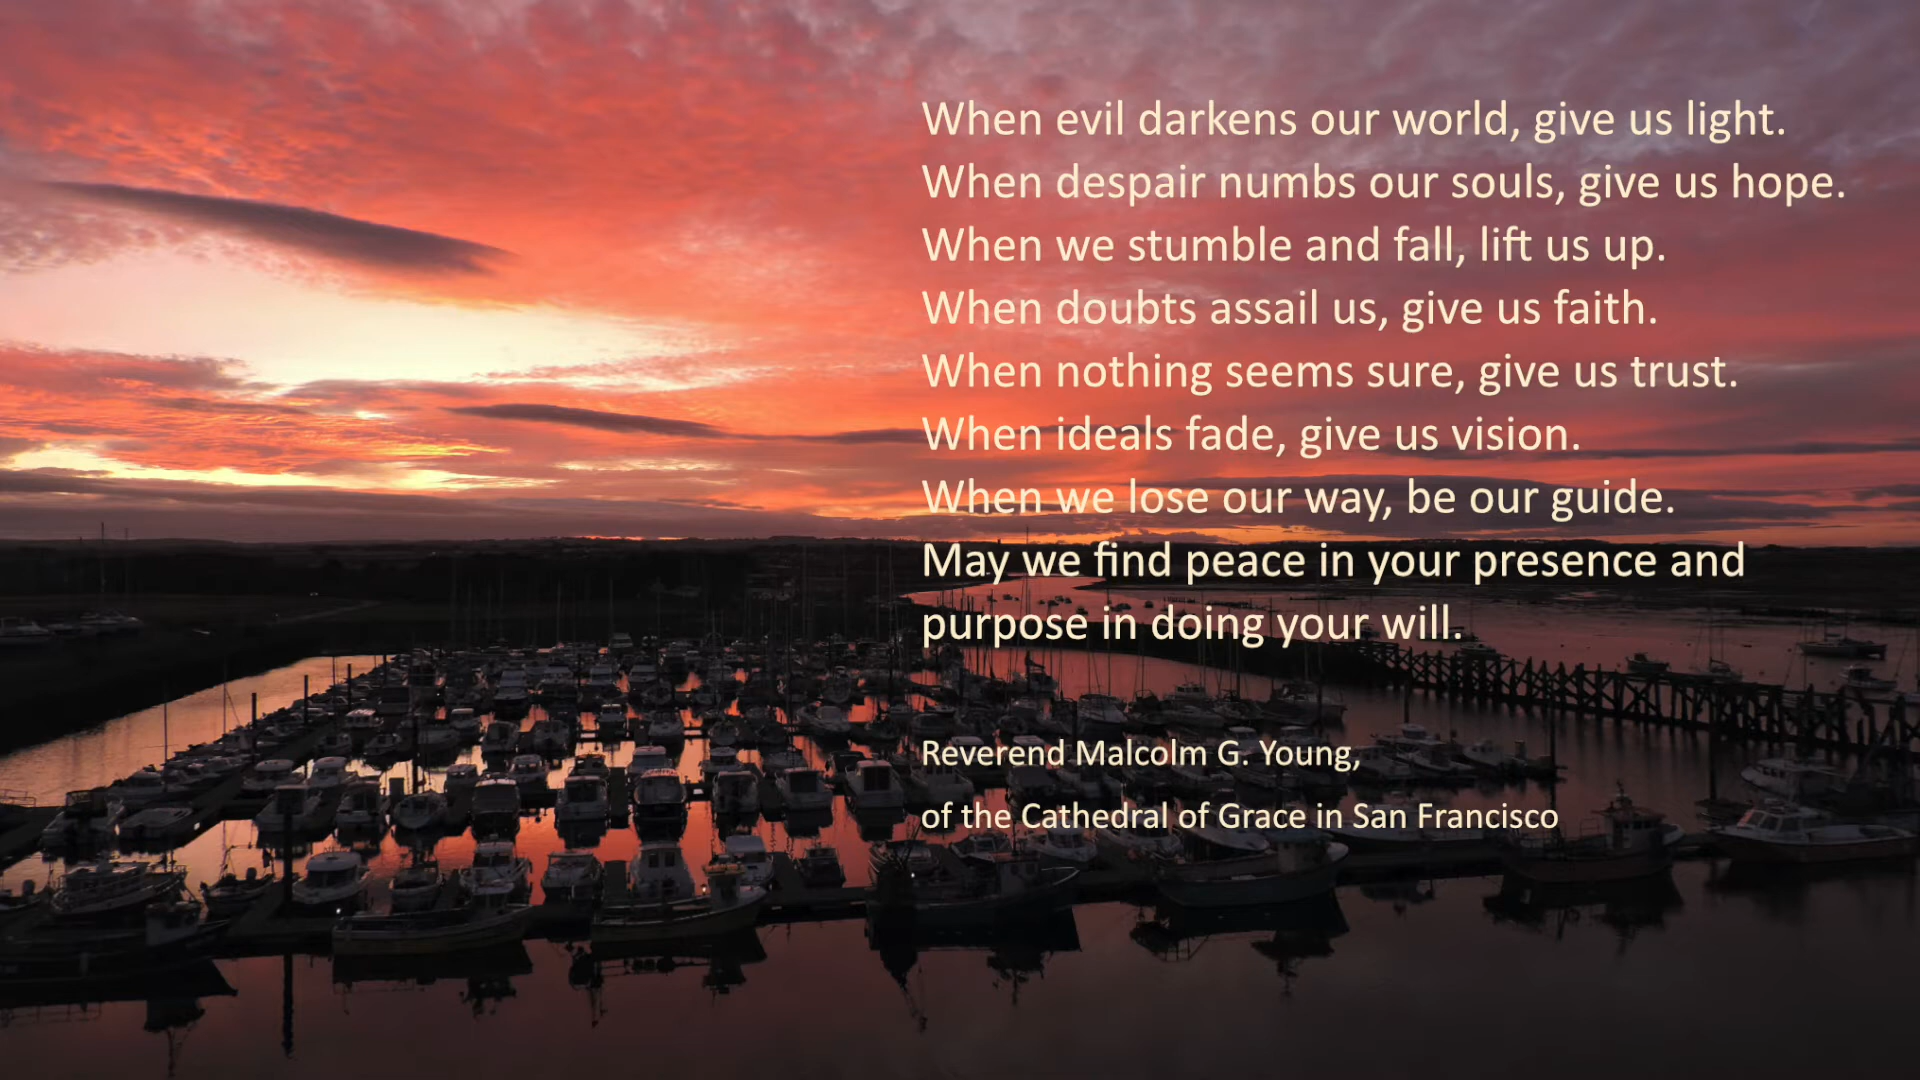 When evil darkens our world, give us light.
When despair numbs our souls, give us hope.
When we stumble and fall, lift us up.
When doubts assail us, give us faith.
When nothing seems sure, give us trust.
When ideals fade, give us vision.
When we lose our way, be our guide.
May we find peace in your presence and
purpose in doing your will.
Reverend Malcolm G. Young,
of the Cathedral of Grace in San Francisco